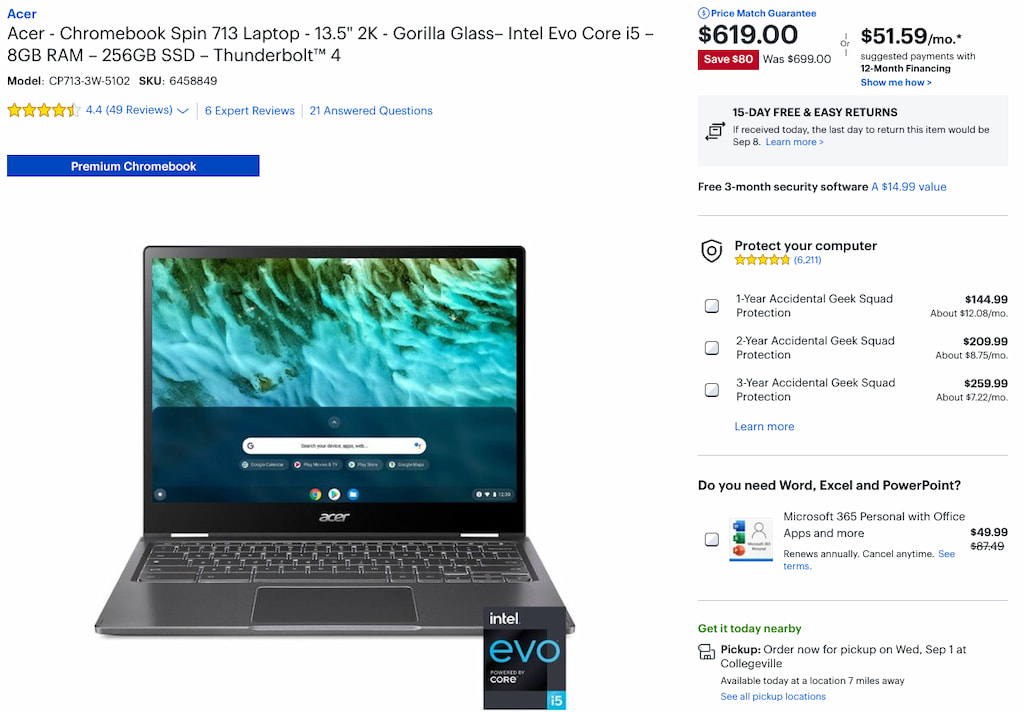 Acer
Acer - Chromebook Spin 713 Laptop - 13.5" 2K - Gorilla Glass– Intel Evo Core i5 –
8GB RAM – 256GB SSD – Thunderbolt™ 4
Model: CP713-3W-5102 SKU: 6458849
4.4 (49 Reviews)
6 Expert Reviews
21 Answered Questions
Premium Chromebook
Search your device, apps, web...
Google Calendar
Play Movies & TV
Play Store
Google Maps
12:30
acer
intel.
evo
POWERED BY
CORE
i5
Price Match Guarantee
$619.00
Save $80 Was $699.00
Or
$51.59/mo.*
suggested payments with
12-Month Financing
Show me how >
15-DAY FREE & EASY RETURNS
If received today, the last day to return this item would be
Sep 8. Learn more >
Free 3-month security software A $14.99 value
Protect your computer
(6,211)
1-Year Accidental Geek Squad
Protection
$144.99
About $12.08/mo.
2-Year Accidental Geek Squad
Protection
$209.99
About $8.75/mo.
3-Year Accidental Geek Squad
Protection
$259.99
About $7.22/mo.
Learn more
Do you need Word, Excel and PowerPoint?
Microsoft 365
Personal
Microsoft 365 Personal with Office
Apps and more
Renews annually. Cancel anytime. See
terms.
$49.99
$87.49
Get it today nearby
Pickup: Order now for pickup on Wed, Sep 1 at
Collegeville
Available today at a location 7 miles away
See all pickup locations